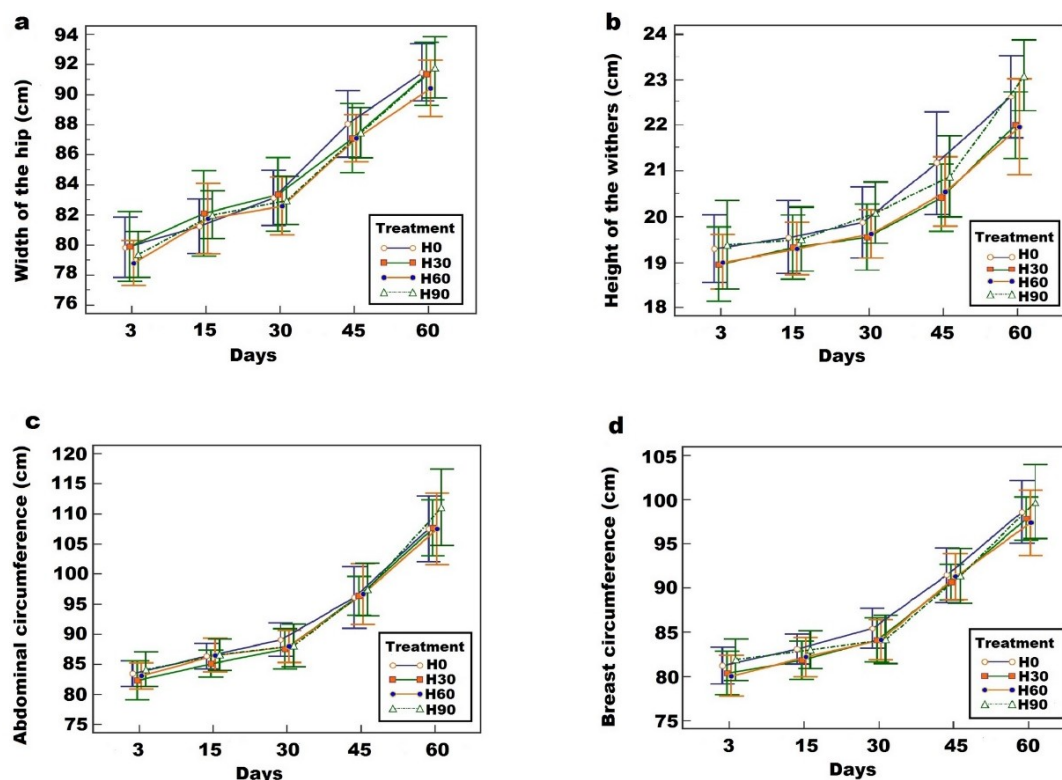 a
Width of the hip (cm)
94
92
90
88
86
84
82
80
78
76
3 15 30 45 60
Days
Treatment
H0
H30
H60
H90
b
Height of the withers (cm)
24
23
22
21
20
19
18
3 15 30 45 60
Days
Treatment
H0
H30
H60
H90
c
Abdominal circumference (cm)
120
115
110
105
100
95
90
85
80
75
3 15 30 45 60
Days
Treatment
H0
H30
H60
H90
d
Breast circumference (cm)
105
100
95
90
85
80
75
3 15 30 45 60
Days
Treatment
H0
H30
H60
H90